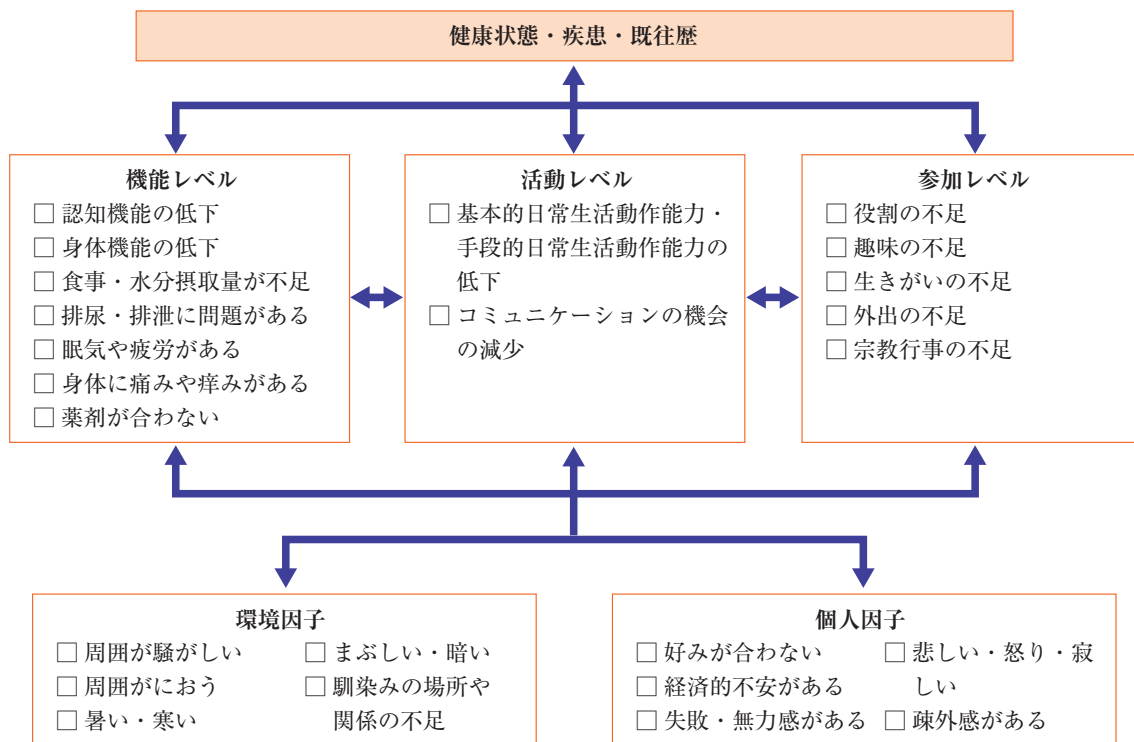 健康状態・疾患・既往歴
機能レベル
□ 認知機能の低下
□ 身体機能の低下
□ 食事・水分摂取量が不足
□ 排尿・排泄に問題がある
□ 眠気や疲労がある
□ 身体に痛みや痒みがある
□ 薬剤が合わない
活動レベル
□ 基本的日常生活動作能力・
手段的日常生活動作能力の
低下
□ コミュニケーションの機会
の減少
参加レベル
□ 役割の不足
□ 趣味の不足
□ 生きがいの不足
□ 外出の不足
□ 宗教行事の不足
環境因子
□ 周囲が騒がしい
□ 周囲がにおう
□ 暑い・寒い
□ まぶしい・暗い
□ 馴染みの場所や
関係の不足
個人因子
□ 好みが合わない
□ 経済的不安がある
□ 失敗・無力感がある
□ 悲しい・怒り・寂
しい
□ 疎外感がある